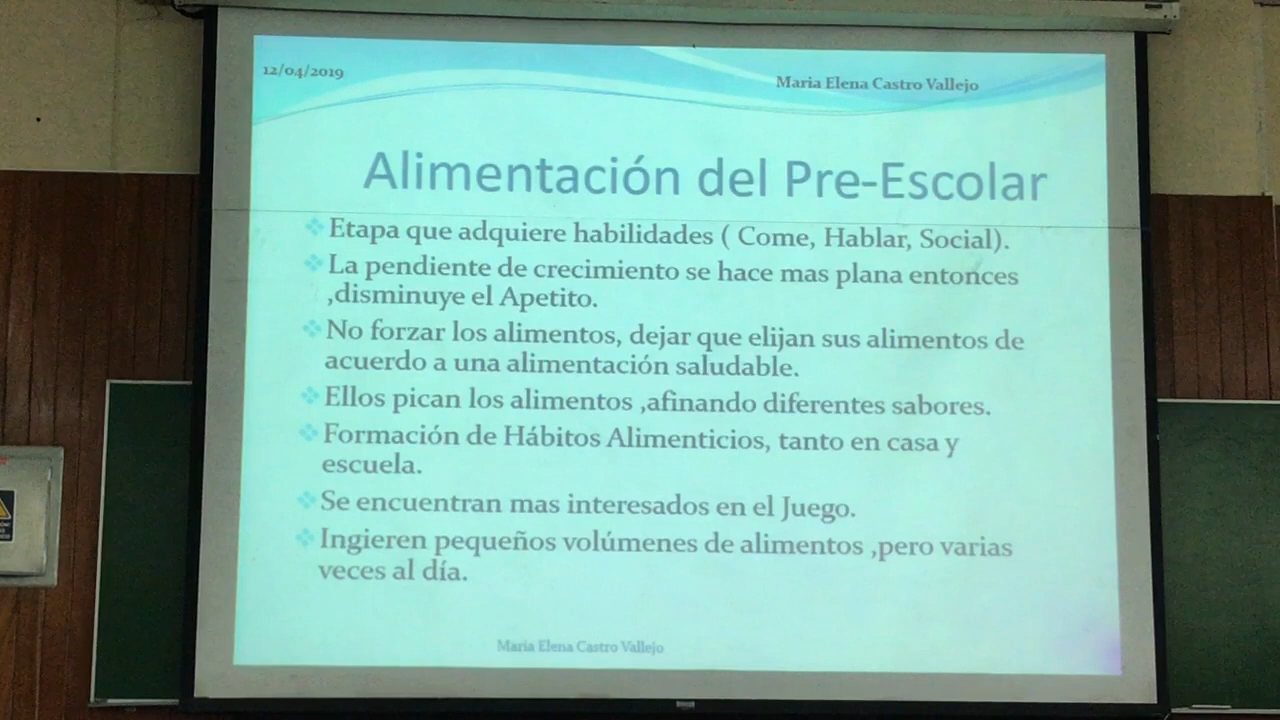 12/04/2019
Maria Elena Castro Vallejo
Alimentación del Pre-Escolar
Etapa que adquiere habilidades ( Come, Hablar, Social).
La pendiente de crecimiento se hace mas plana entonces
,disminuye el Apetito.
No forzar los alimentos, dejar que elijan sus alimentos de
acuerdo a una alimentación saludable.
Ellos pican los alimentos ,afinando diferentes sabores.
Formación de Hábitos Alimenticios, tanto en casa y
escuela.
Se encuentran mas interesados en el Juego.
Ingieren pequeños volúmenes de alimentos ,pero varias
veces al día.
Maria Elena Castro Vallejo